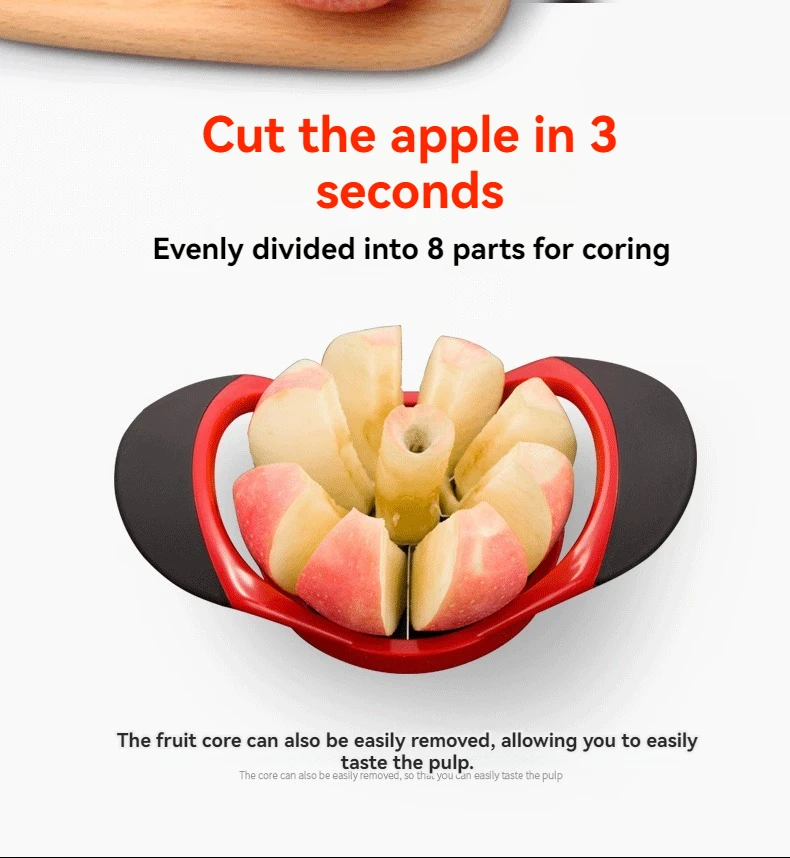 Cut the apple in 3
seconds
Evenly divided into 8 parts for coring
The fruit core can also be easily removed, allowing you to easily
taste the pulp.
The core can also be easily removed, so that you can easily taste the pulp